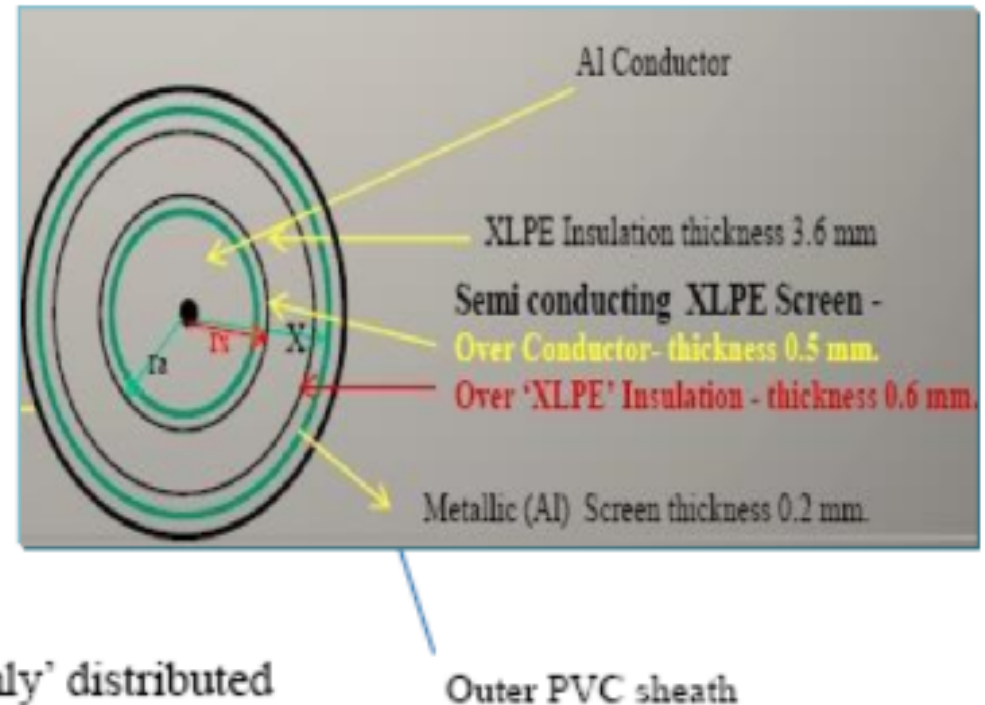 Al Conductor
XLPE Insulation thickness 3.6 mm
Semi conducting XLPE Screen -
Over Conductor- thickness 0.5 mm.
rx X
ra
Over ‘XLPE’ Insulation - thickness 0.6 mm.
Metallic (Al) Screen thickness 0.2 mm.
distributed
Outer PVC sheath